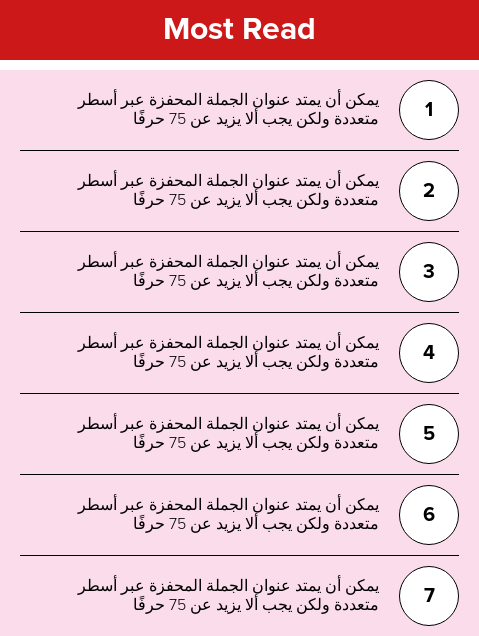 Most Read
1
يمكن أن يمتد عنوان الجملة المحفزة عبر أسطر
متعددة ولكن يجب ألا يزيد عن 75 حرفًا
2
يمكن أن يمتد عنوان الجملة المحفزة عبر أسطر
متعددة ولكن يجب ألا يزيد عن 75 حرفًا
3
يمكن أن يمتد عنوان الجملة المحفزة عبر أسطر
متعددة ولكن يجب ألا يزيد عن 75 حرفًا
4
يمكن أن يمتد عنوان الجملة المحفزة عبر أسطر
متعددة ولكن يجب ألا يزيد عن 75 حرفًا
5
يمكن أن يمتد عنوان الجملة المحفزة عبر أسطر
متعددة ولكن يجب ألا يزيد عن 75 حرفًا
6
يمكن أن يمتد عنوان الجملة المحفزة عبر أسطر
متعددة ولكن يجب ألا يزيد عن 75 حرفًا
7
يمكن أن يمتد عنوان الجملة المحفزة عبر أسطر
متعددة ولكن يجب ألا يزيد عن 75 حرفًا